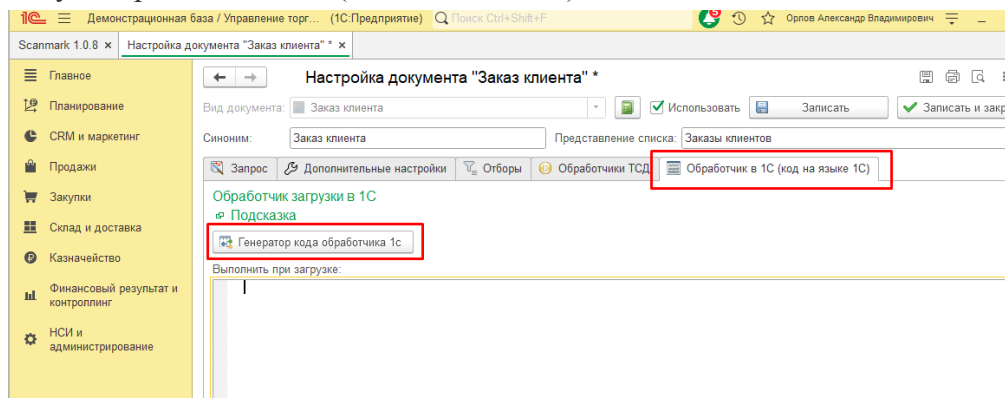 Демонстрационная база / Управление торг... (1С:Предприятие) Поиск Ctrl+Shift+F Орлов Александр Владимирович
Scanmark 1.0.8 × Настройка документа "Заказ клиента" * ×
Главное
Планирование
CRM и маркетинг
Продажи
Закупки
Склад и доставка
Казначейство
Финансовый результат и
контроллинг
НСИ и
администрирование
Настройка документа "Заказ клиента" *
Вид документа: Заказ клиента Использовать Записать Записать и закр
Синоним: Заказ клиента Представление списка: Заказы клиентов
Запрос Дополнительные настройки Отборы Обработчики ТСД Обработчик в 1С (код на языке 1С)
Обработчик загрузки в 1С
Подсказка
Генератор кода обработчика 1с
Выполнить при загрузке: